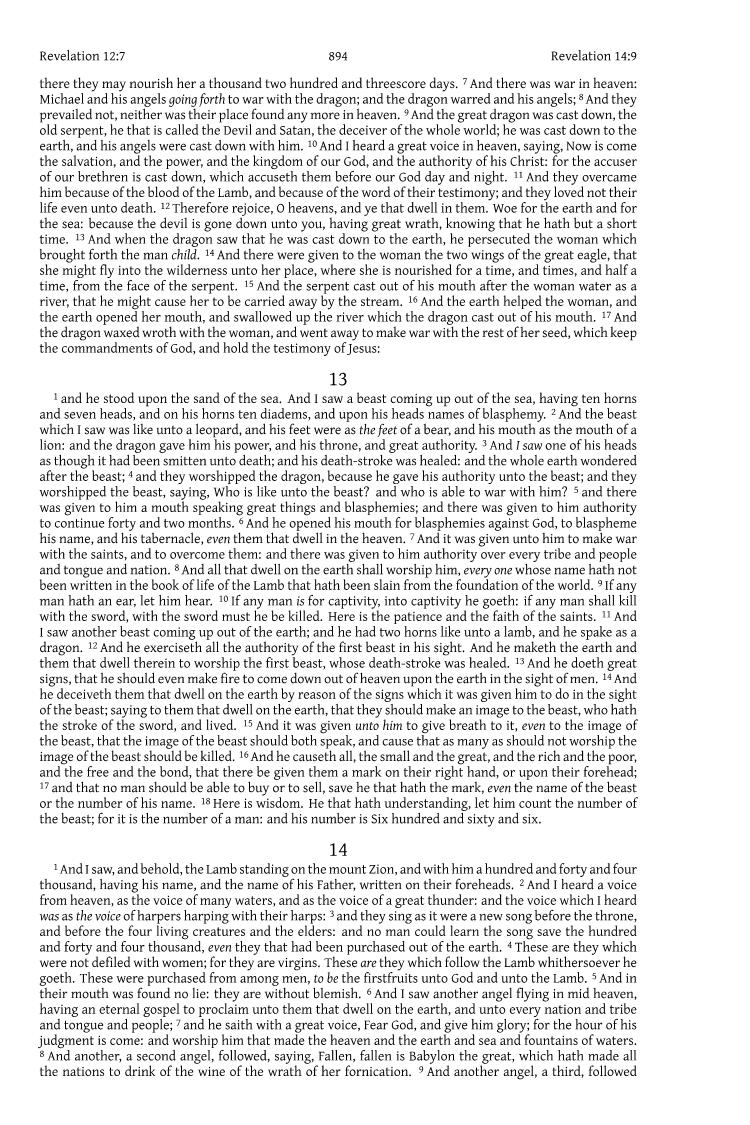 Revelation 12:7 894 Revelation 14:9
there they may nourish her a thousand two hundred and threescore days. 7 And there was war in heaven:
Michael and his angels going forth to war with the dragon; and the dragon warred and his angels; 8 And they
prevailed not, neither was their place found any more in heaven. 9 And the great dragon was cast down, the
old serpent, he that is called the Devil and Satan, the deceiver of the whole world; he was cast down to the
earth, and his angels were cast down with him. 10 And I heard a great voice in heaven, saying, Now is come
the salvation, and the power, and the kingdom of our God, and the authority of his Christ: for the accuser
of our brethren is cast down, which accuseth them before our God day and night. 11 And they overcame
him because of the blood of the Lamb, and because of the word of their testimony; and they loved not their
life even unto death. 12 Therefore rejoice, O heavens, and ye that dwell in them. Woe for the earth and for
the sea: because the devil is gone down unto you, having great wrath, knowing that he hath but a short
time. 13 And when the dragon saw that he was cast down to the earth, he persecuted the woman which
brought forth the man child. 14 And there were given to the woman the two wings of the great eagle, that
she might fly into the wilderness unto her place, where she is nourished for a time, and times, and half a
time, from the face of the serpent. 15 And the serpent cast out of his mouth after the woman water as a
river, that he might cause her to be carried away by the stream. 16 And the earth helped the woman, and
the earth opened her mouth, and swallowed up the river which the dragon cast out of his mouth. 17 And
the dragon waxed wroth with the woman, and went away to make war with the rest of her seed, which keep
the commandments of God, and hold the testimony of Jesus:
13
1 and he stood upon the sand of the sea. And I saw a beast coming up out of the sea, having ten horns
and seven heads, and on his horns ten diadems, and upon his heads names of blasphemy. 2 And the beast
which I saw was like unto a leopard, and his feet were as the feet of a bear, and his mouth as the mouth of a
lion: and the dragon gave him his power, and his throne, and great authority. 3 And I saw one of his heads
as though it had been smitten unto death; and his death-stroke was healed: and the whole earth wondered
after the beast; 4 and they worshipped the dragon, because he gave his authority unto the beast; and they
worshipped the beast, saying, Who is like unto the beast? and who is able to war with him? 5 and there
was given to him a mouth speaking great things and blasphemies; and there was given to him authority
to continue forty and two months. 6 And he opened his mouth for blasphemies against God, to blaspheme
his name, and his tabernacle, even them that dwell in the heaven. 7 And it was given unto him to make war
with the saints, and to overcome them: and there was given to him authority over every tribe and people
and tongue and nation. 8 And all that dwell on the earth shall worship him, every one whose name hath not
been written in the book of life of the Lamb that hath been slain from the foundation of the world. 9 If any
man hath an ear, let him hear. 10 If any man is for captivity, into captivity he goeth: if any man shall kill
with the sword, with the sword must he be killed. Here is the patience and the faith of the saints. 11 And
I saw another beast coming up out of the earth; and he had two horns like unto a lamb, and he spake as a
dragon. 12 And he exerciseth all the authority of the first beast in his sight. And he maketh the earth and
them that dwell therein to worship the first beast, whose death-stroke was healed. 13 And he doeth great
signs, that he should even make fire to come down out of heaven upon the earth in the sight of men. 14 And
he deceiveth them that dwell on the earth by reason of the signs which it was given him to do in the sight
of the beast; saying to them that dwell on the earth, that they should make an image to the beast, who hath
the stroke of the sword, and lived. 15 And it was given unto him to give breath to it, even to the image of
the beast, that the image of the beast should both speak, and cause that as many as should not worship the
image of the beast should be killed. 16 And he causeth all, the small and the great, and the rich and the poor,
and the free and the bond, that there be given them a mark on their right hand, or upon their forehead;
17 and that no man should be able to buy or to sell, save he that hath the mark, even the name of the beast
or the number of his name. 18 Here is wisdom. He that hath understanding, let him count the number of
the beast; for it is the number of a man: and his number is Six hundred and sixty and six.
14
1 And I saw, and behold, the Lamb standing on the mount Zion, and with him a hundred and forty and four
thousand, having his name, and the name of his Father, written on their foreheads. 2 And I heard a voice
from heaven, as the voice of many waters, and as the voice of a great thunder: and the voice which I heard
was as the voice of harpers harping with their harps: 3 and they sing as it were a new song before the throne,
and before the four living creatures and the elders: and no man could learn the song save the hundred
and forty and four thousand, even they that had been purchased out of the earth. 4 These are they which
were not defiled with women; for they are virgins. These are they which follow the Lamb whithersoever he
goeth. These were purchased from among men, to be the firstfruits unto God and unto the Lamb. 5 And in
their mouth was found no lie: they are without blemish. 6 And I saw another angel flying in mid heaven,
having an eternal gospel to proclaim unto them that dwell on the earth, and unto every nation and tribe
and tongue and people; 7 and he saith with a great voice, Fear God, and give him glory; for the hour of his
judgment is come: and worship him that made the heaven and the earth and sea and fountains of waters.
8 And another, a second angel, followed, saying, Fallen, fallen is Babylon the great, which hath made all
the nations to drink of the wine of the wrath of her fornication. 9 And another angel, a third, followed